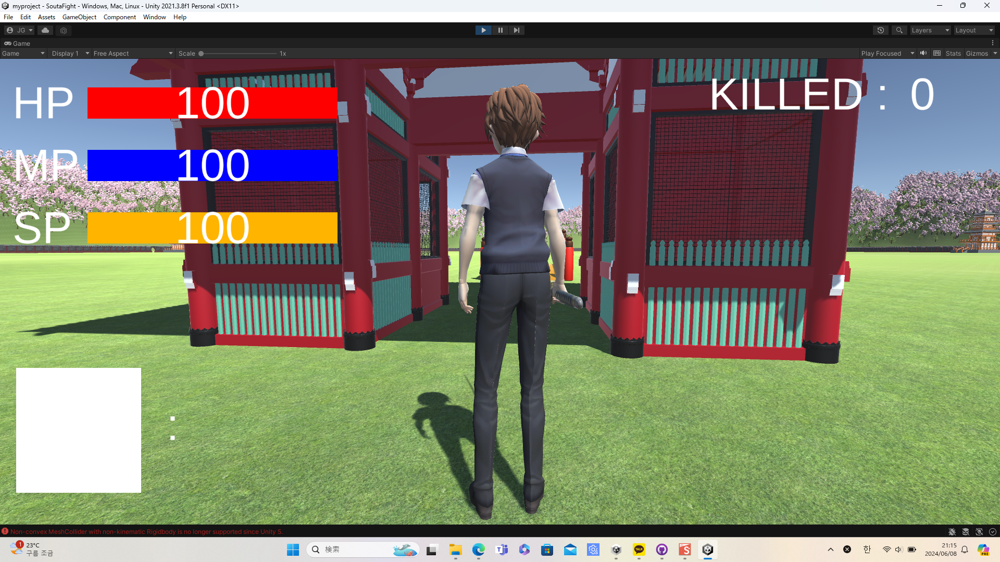 myproject - SoutaFight - Windows, Mac, Linux - Unity 2021.3.8f1 Personal <DX11>
File Edit Assets GameObject Component Window Help
JG Layers Layout
Game
Game Display 1 Free Aspect Scale 1x Play Focused Stats Gizmos
HP 100 KILLED : 0
MP 100
SP 100
:
Non-convex MeshCollider with non-kinematic Rigidbody is no longer supported since Unity 5.
1 23°C
구름 조금
検索
TALK
한
21:15
2024/06/08
PRE